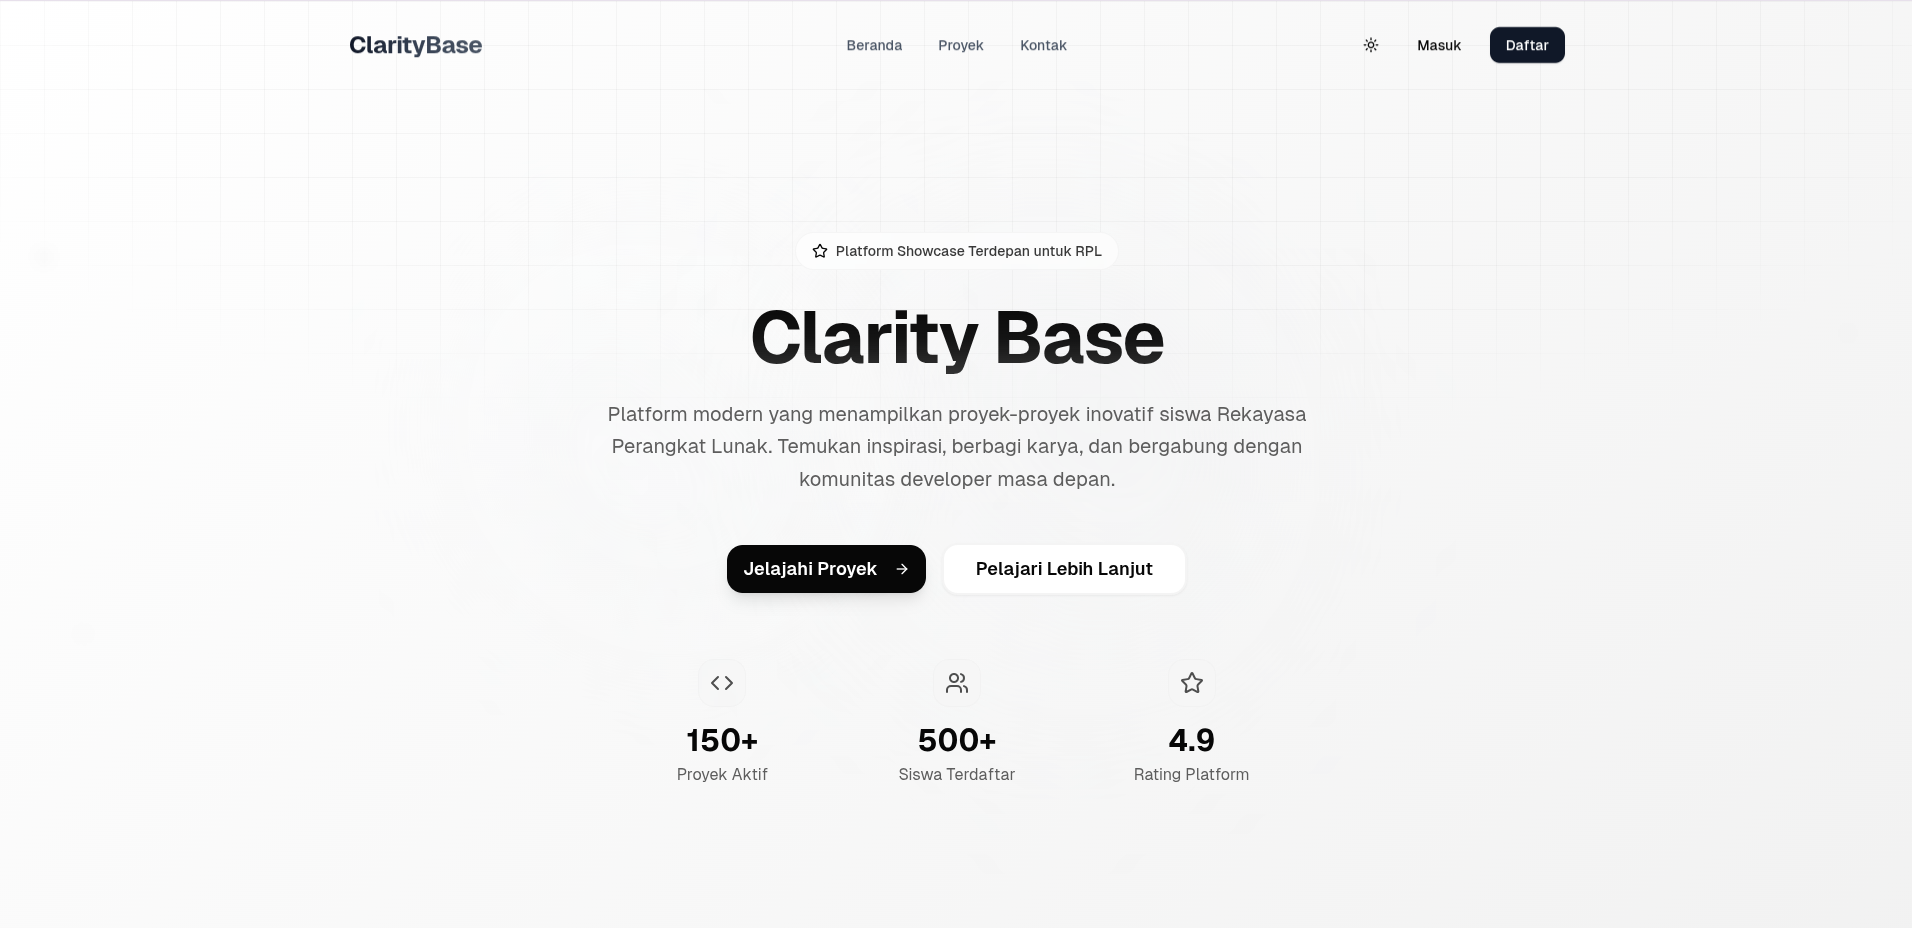 ClarityBase
Beranda
Proyek
Kontak
Masuk
Daftar
Platform Showcase Terdepan untuk RPL
Clarity Base
Platform modern yang menampilkan proyek-proyek inovatif siswa Rekayasa
Perangkat Lunak. Temukan inspirasi, berbagi karya, dan bergabung dengan
komunitas developer masa depan.
Jelajahi Proyek
Pelajari Lebih Lanjut
150+
Proyek Aktif
500+
Siswa Terdaftar
4.9
Rating Platform